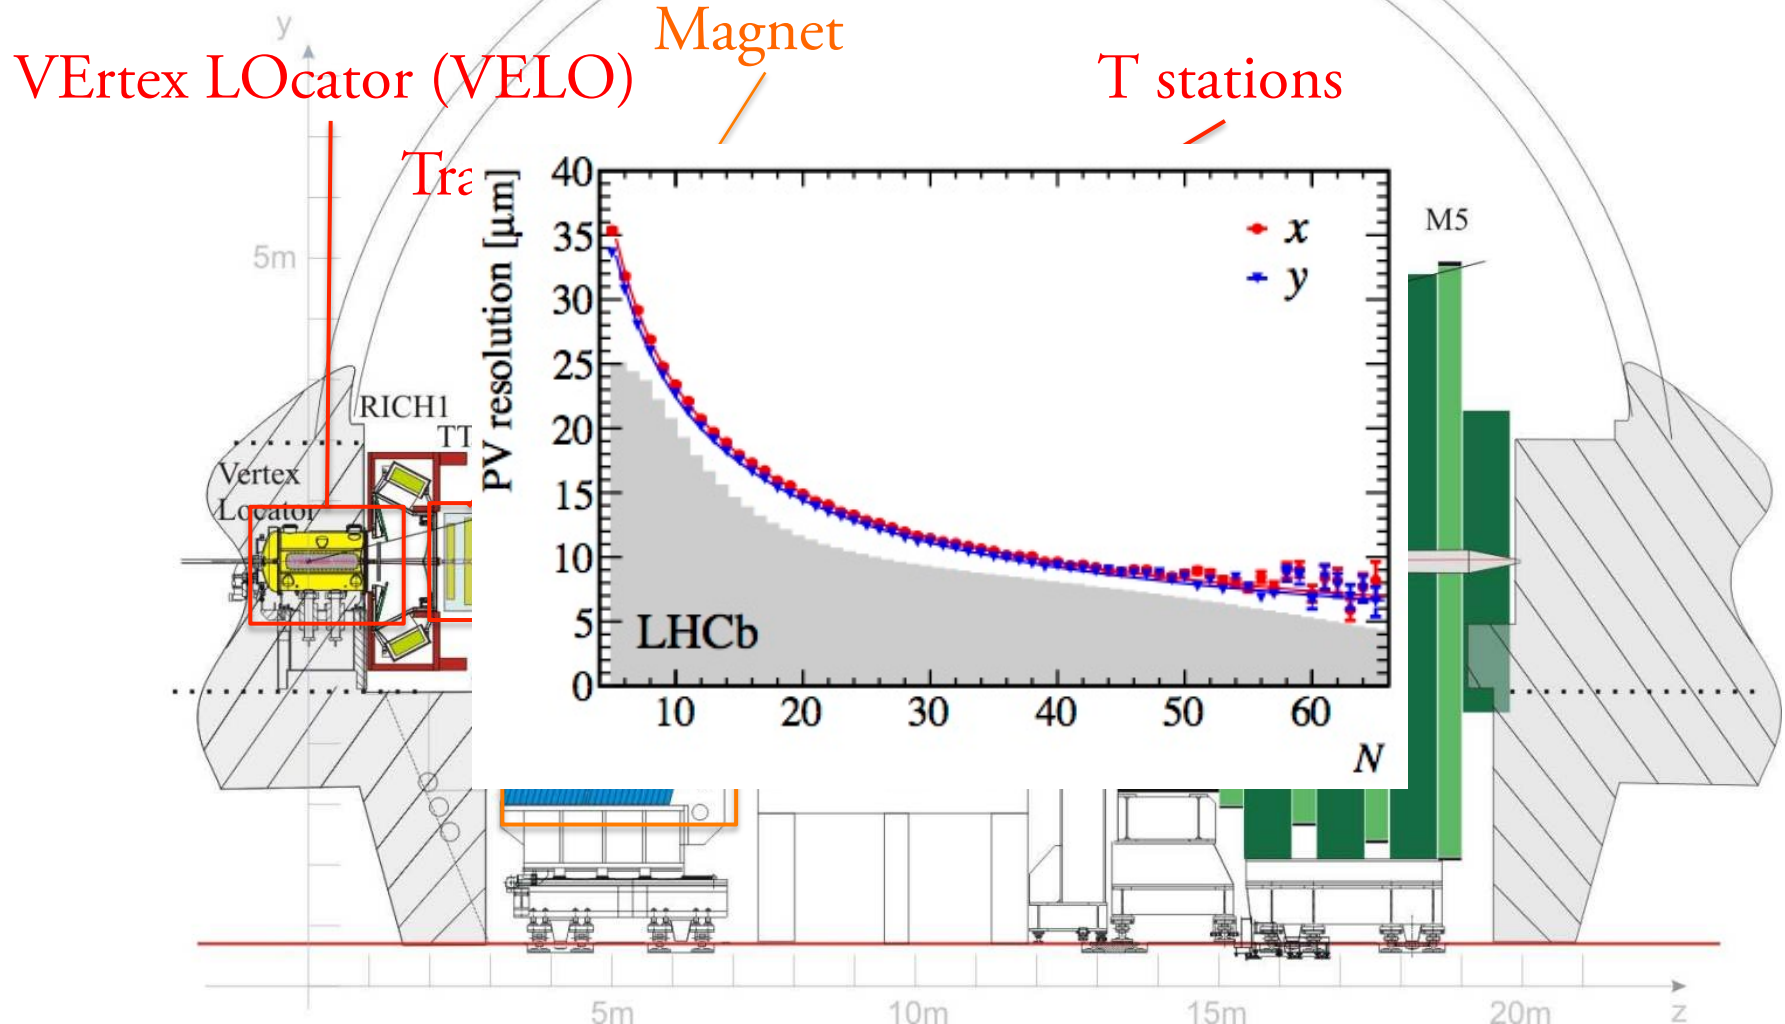 Magnet
y
VErtex LOcator (VELO)
T stations
Tra
M5
5m
RICH1
TT
Vertex
Locator
PV resolution [μm]
40
35
30
25
20
15
10
5
0
x
y
LHCb
10 20 30 40 50 60
N
5m 10m 15m 20m z